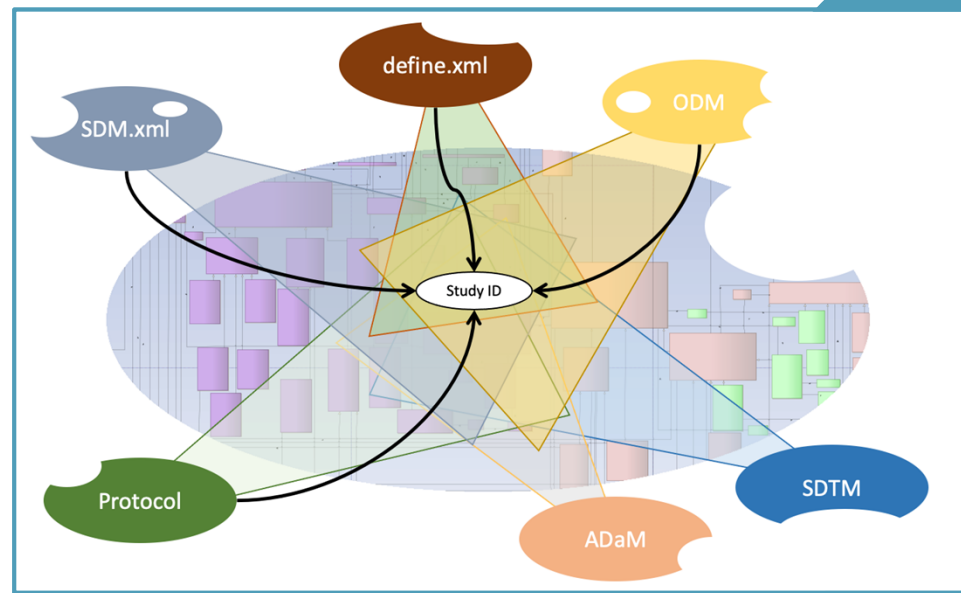 define.xml
ODM
SDM.xml
Study ID
Protocol
SDTM
ADaM